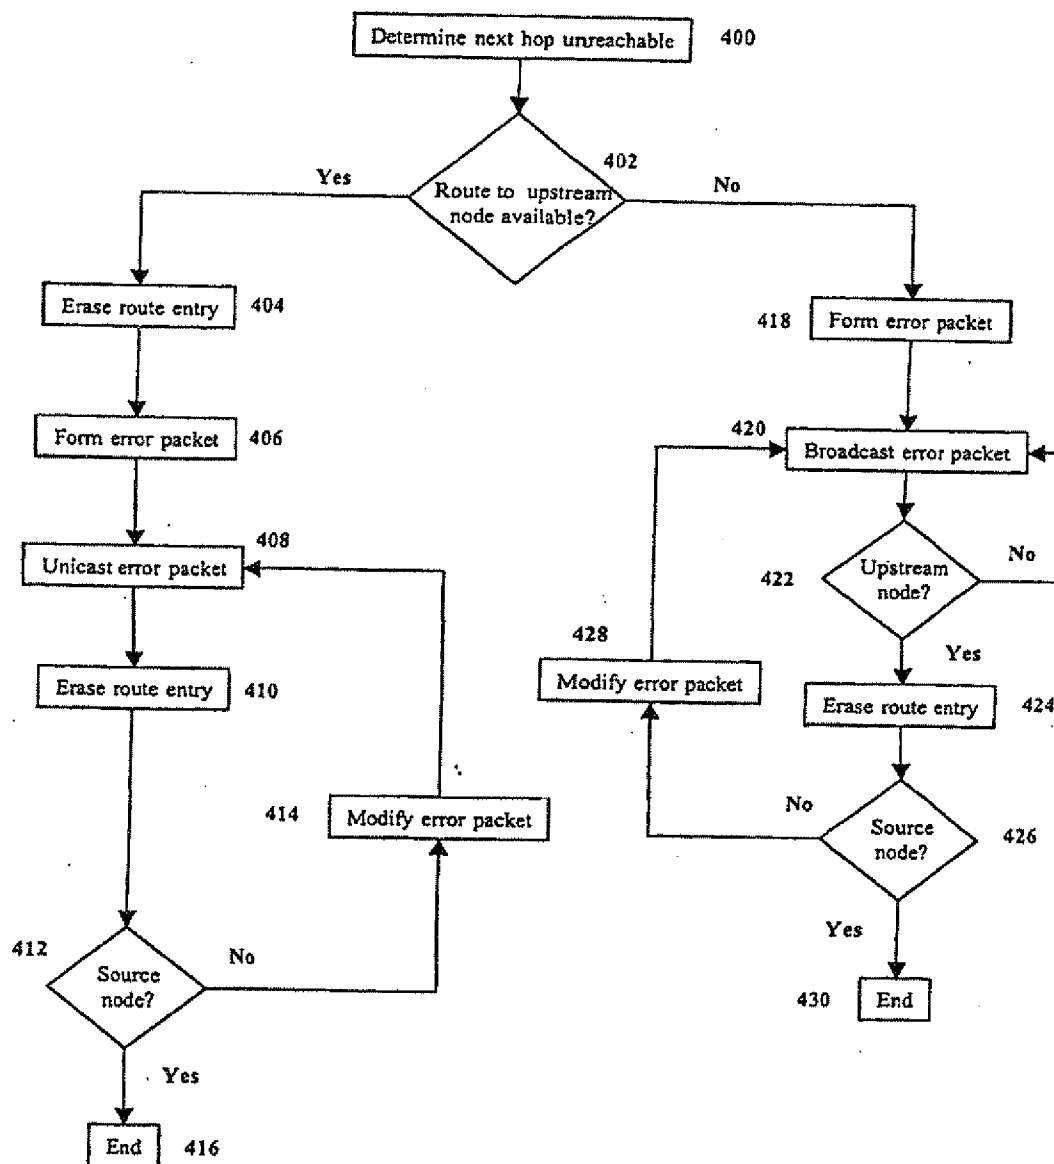 Determine next hop unreachable
400
402
Route to upstream
node available?
Yes
No
Erase route entry
404
418
Form error packet
Form error packet
406
420
Broadcast error packet
408
Unicast error packet
422
Upstream
node?
No
Yes
428
Modify error packet
Erase route entry
410
Erase route entry
424
414
Modify error packet
No
Source
node?
426
Yes
412
Source
node?
No
430
End
Yes
End
416